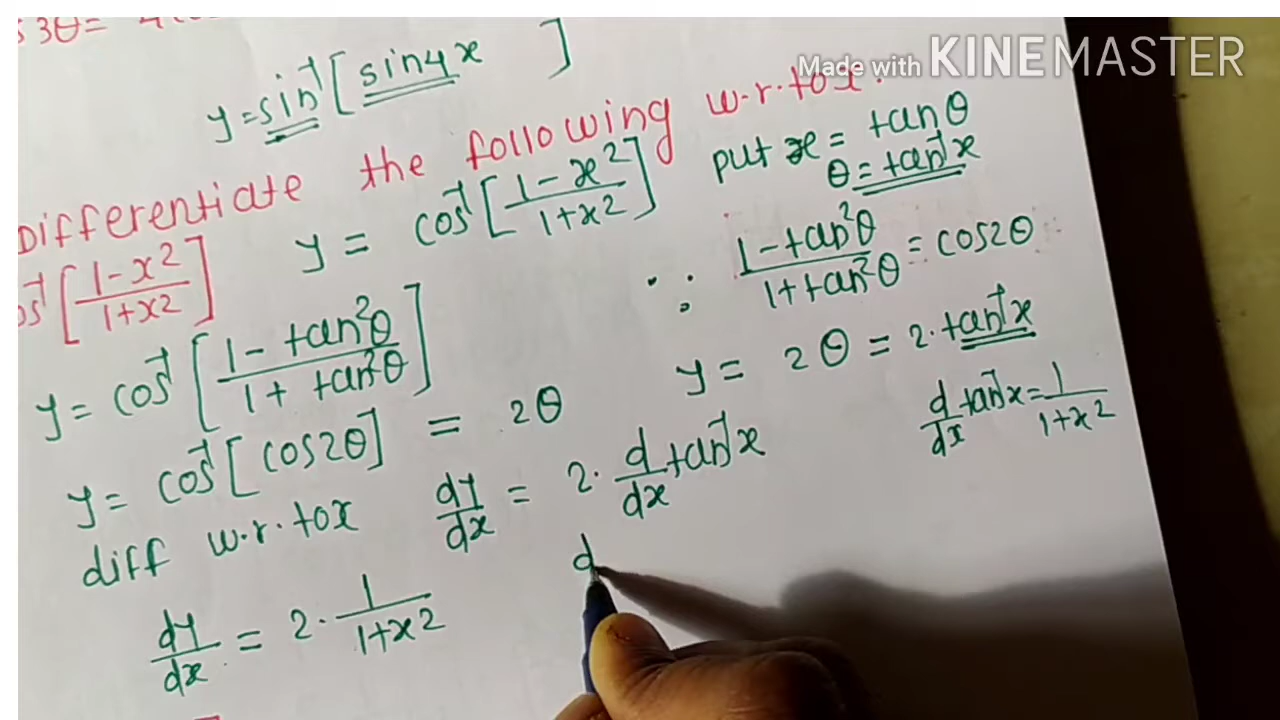 3θ=
y=sin⁻¹[sin4x ]
Made with KINEMASTER
Differentiate the following w.r.to x.
[1-x²/1+x²]
y = cos⁻¹[1-x²/1+x²]
put x = tanθ
θ = tan⁻¹x
∵ 1-tan²θ/1+tan²θ = cos2θ
y= cos⁻¹[1- tan²θ/1+ tan²θ]
y = 2θ = 2·tan⁻¹x
y= cos⁻¹[cos2θ] = 2θ
d/dx tan⁻¹x=1/1+x²
diff w.r.to x dy/dx = 2·d/dx tan⁻¹x
dy/dx = 2·1/1+x²
d